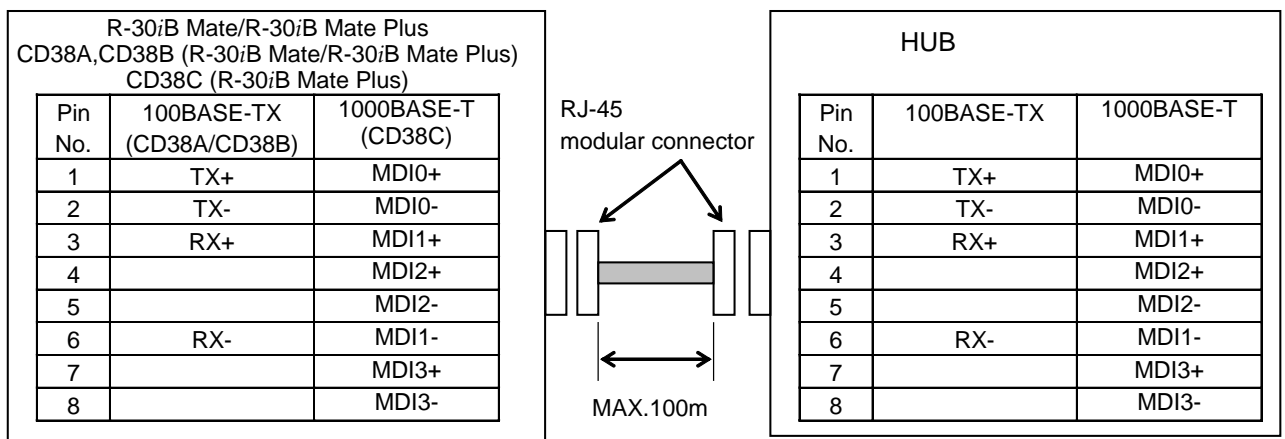 R-30iB Mate/R-30iB Mate Plus
CD38A,CD38B (R-30iB Mate/R-30iB Mate Plus)
CD38C (R-30iB Mate Plus)
Pin No. 100BASE-TX (CD38A/CD38B) 1000BASE-T (CD38C)
1 TX+ MDI0+
2 TX- MDI0-
3 RX+ MDI1+
4 MDI2+
5 MDI2-
6 RX- MDI1-
7 MDI3+
8 MDI3-
RJ-45
modular connector
MAX.100m
HUB
Pin No. 100BASE-TX 1000BASE-T
1 TX+ MDI0+
2 TX- MDI0-
3 RX+ MDI1+
4 MDI2+
5 MDI2-
6 RX- MDI1-
7 MDI3+
8 MDI3-